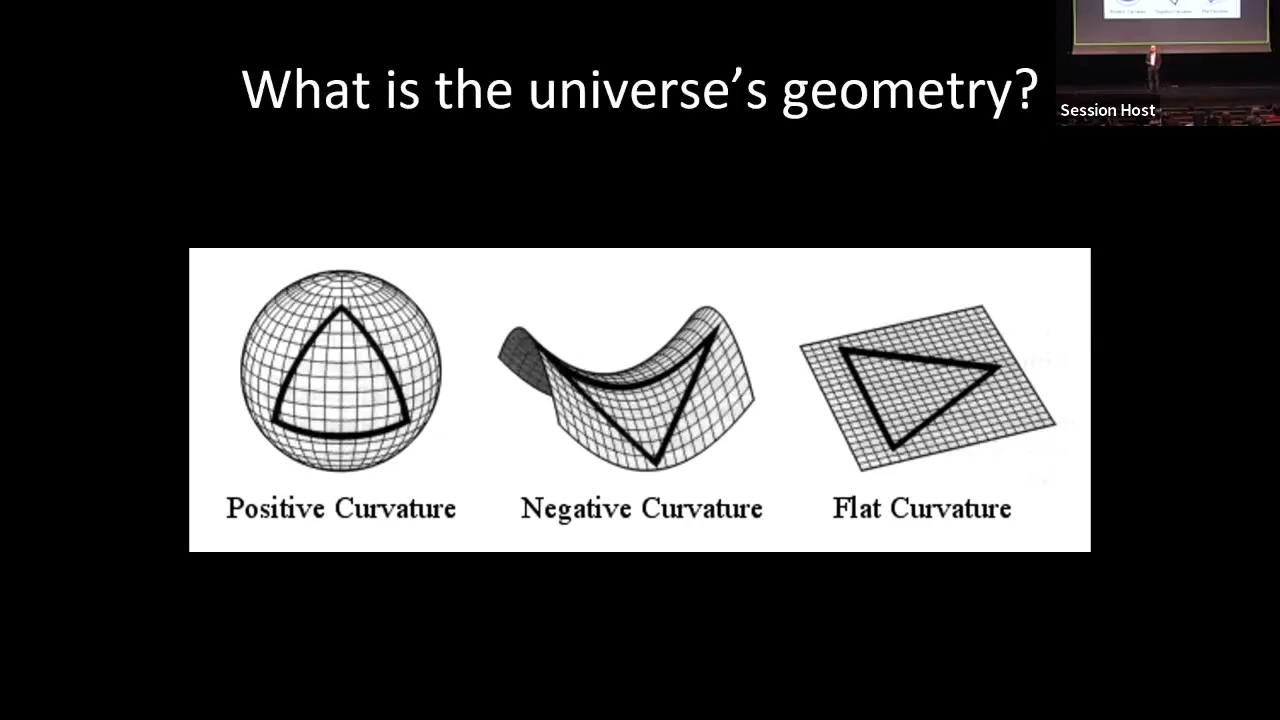 What is the universe’s geometry?
Session Host
Positive Curvature
Negative Curvature
Flat Curvature